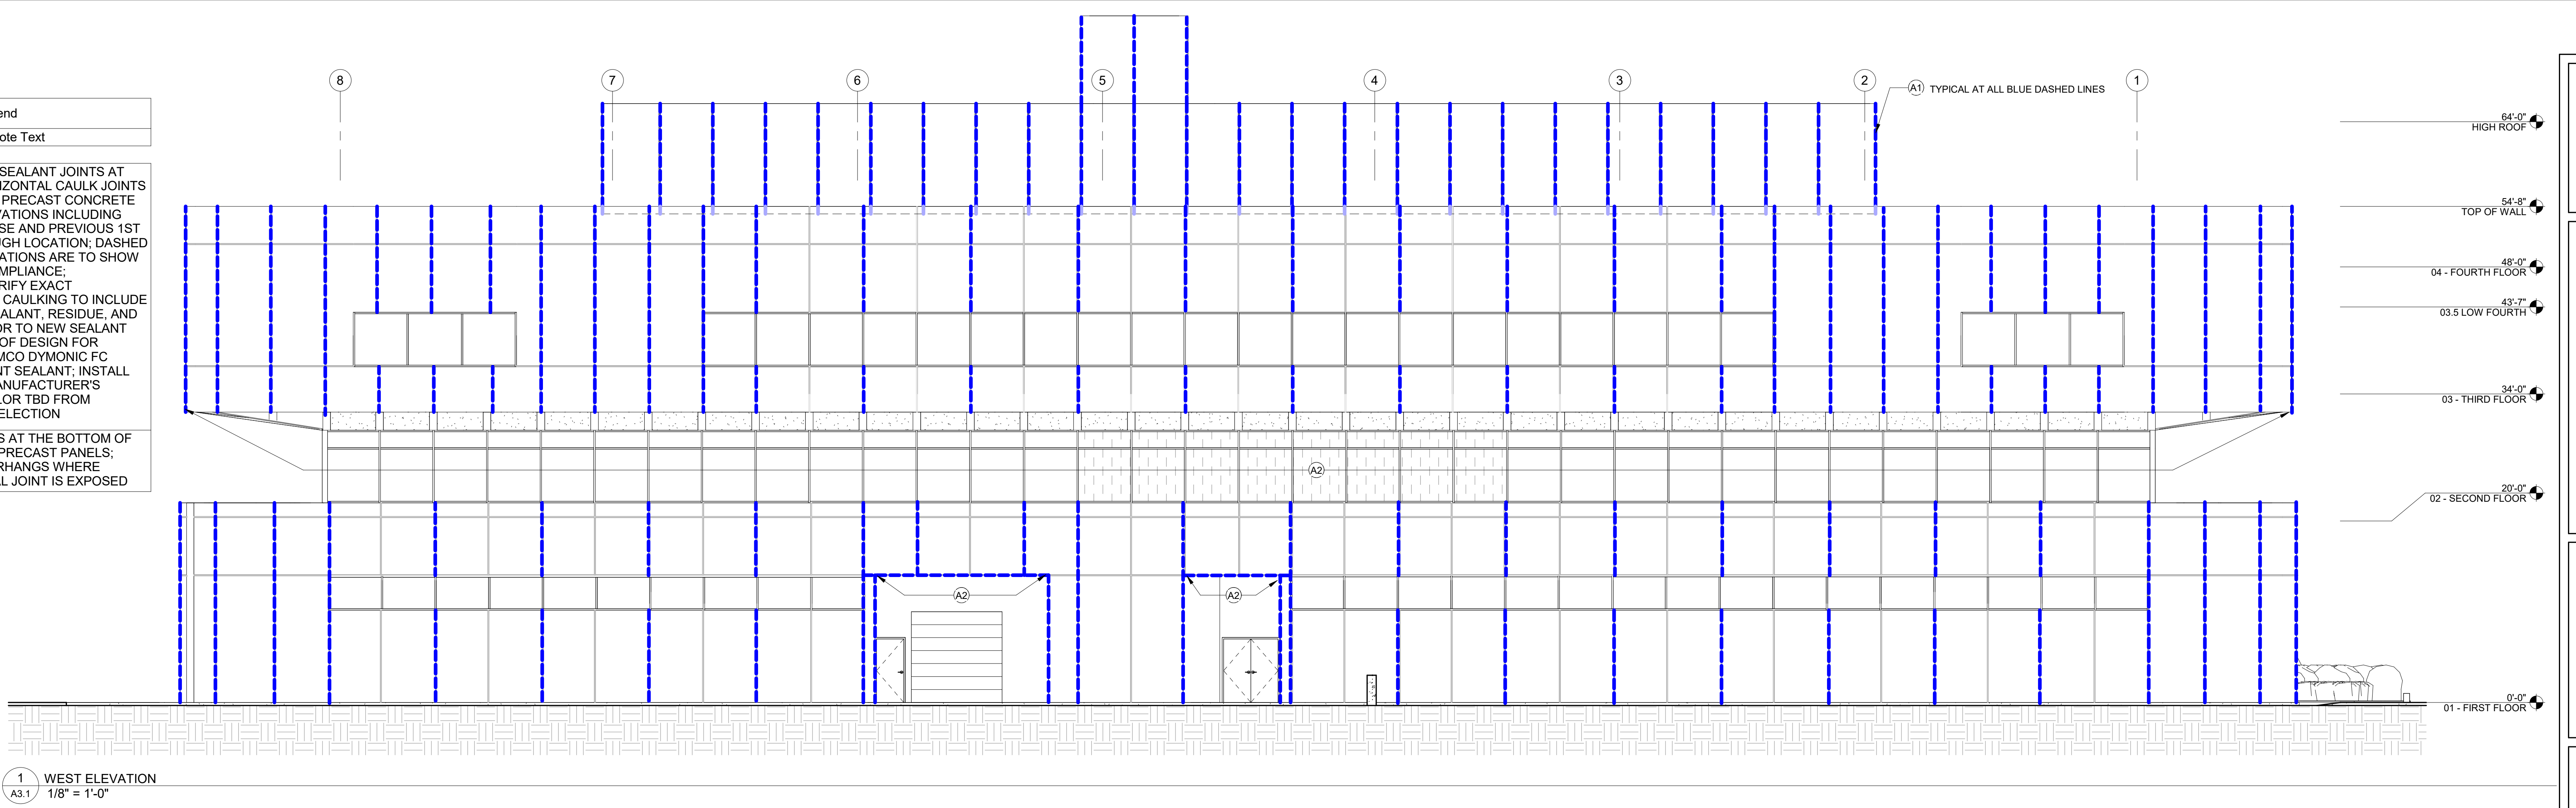 8
7
6
5
4
3
2
1
A1 TYPICAL AT ALL BLUE DASHED LINES
end
ote Text
SEALANT JOINTS AT
IZONTAL CAULK JOINTS
PRECAST CONCRETE
VATIONS INCLUDING
SE AND PREVIOUS 1ST
UGH LOCATION; DASHED
ATIONS ARE TO SHOW
MPLIANCE;
RIFY EXACT
CAULKING TO INCLUDE
EALANT, RESIDUE, AND
OR TO NEW SEALANT
OF DESIGN FOR
MCO DYMONIC FC
NT SEALANT; INSTALL
ANUFACTURER'S
LOR TBD FROM
ELECTION
S AT THE BOTTOM OF
PRECAST PANELS;
RHANGS WHERE
AL JOINT IS EXPOSED
64'-0"
HIGH ROOF
54'-8"
TOP OF WALL
48'-0"
04 - FOURTH FLOOR
43'-7"
03.5 LOW FOURTH
34'-0"
03 - THIRD FLOOR
20'-0"
02 - SECOND FLOOR
0'-0"
01 - FIRST FLOOR
A2
A2
A2
1
A3.1
WEST ELEVATION
1/8" = 1'-0"